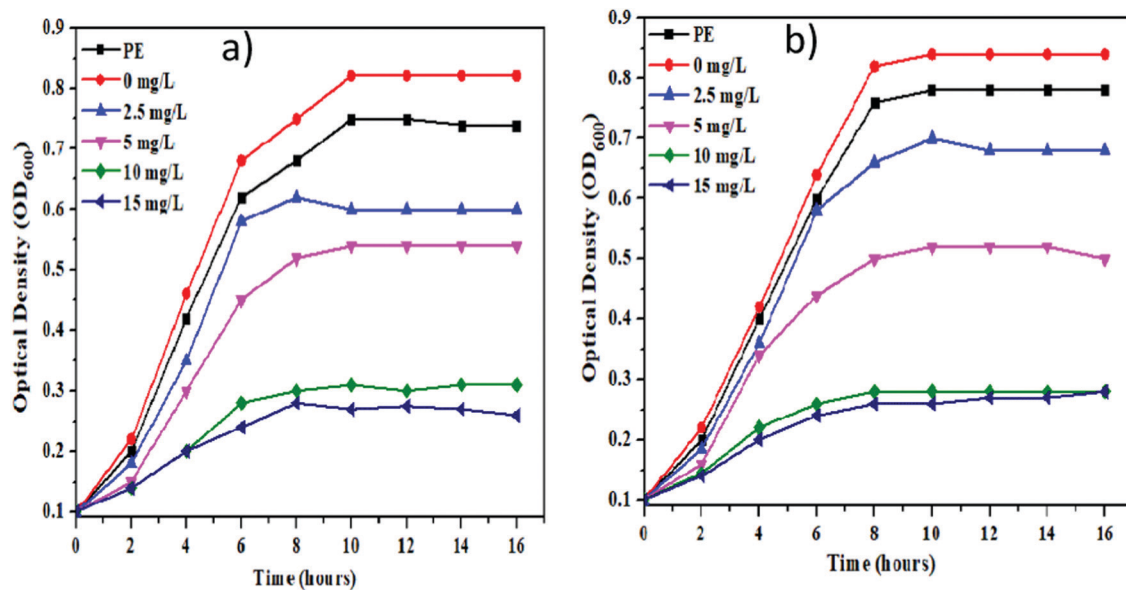 a)
PE
0 mg/L
2.5 mg/L
5 mg/L
10 mg/L
15 mg/L
0.9
0.8
0.7
0.6
0.5
0.4
0.3
0.2
0.1
Optical Density (OD600)
0 2 4 6 8 10 12 14 16
Time (hours)
b)
PE
0 mg/L
2.5 mg/L
5 mg/L
10 mg/L
15 mg/L
0.9
0.8
0.7
0.6
0.5
0.4
0.3
0.2
0.1
Optical Density (OD600)
0 2 4 6 8 10 12 14 16
Time (hours)